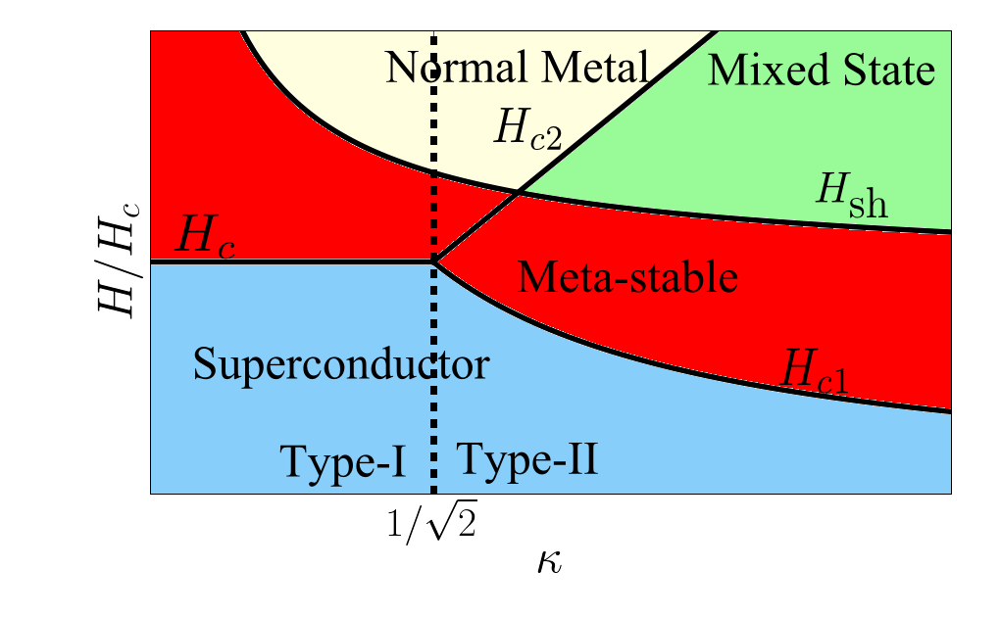 Normal Metal
Mixed State
H_{c2}
H_{sh}
H_c
H/H_c
Meta-stable
Superconductor
H_{c1}
Type-I
Type-II
1/√2
κ